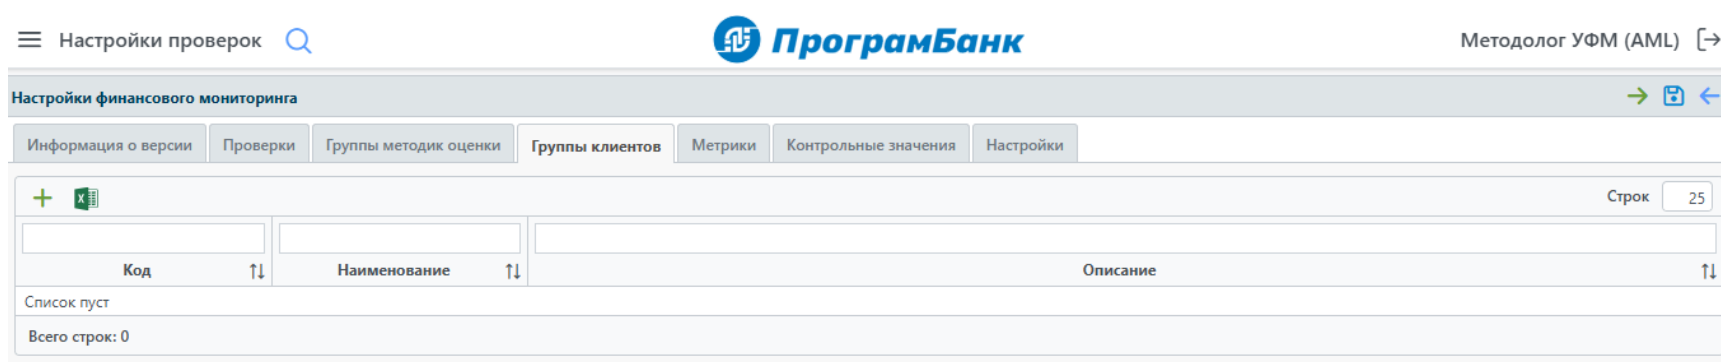 Настройки проверок ПрограмБанк Методолог УФМ (AML)
Настройки финансового мониторинга
Информация о версии Проверки Группы методик оценки Группы клиентов Метрики Контрольные значения Настройки
Строк 25
Код Наименование Описание
Список пуст
Всего строк: 0